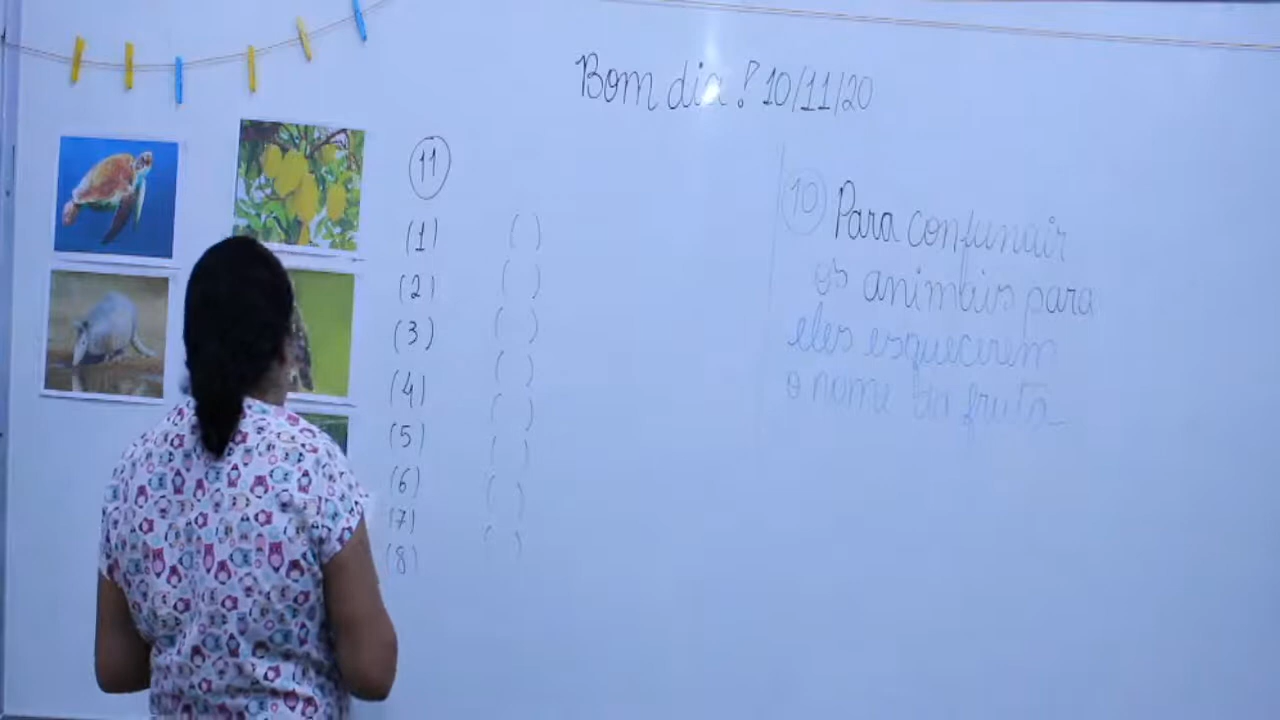 Bom dia! 10/11/20
11
(1) ( )
(2) ( )
(3) ( )
(4) ( )
(5) ( )
(6) ( )
(7) ( )
(8) ( )
10 Para confundir
os animais para
eles esquecerem
o nome da fruta